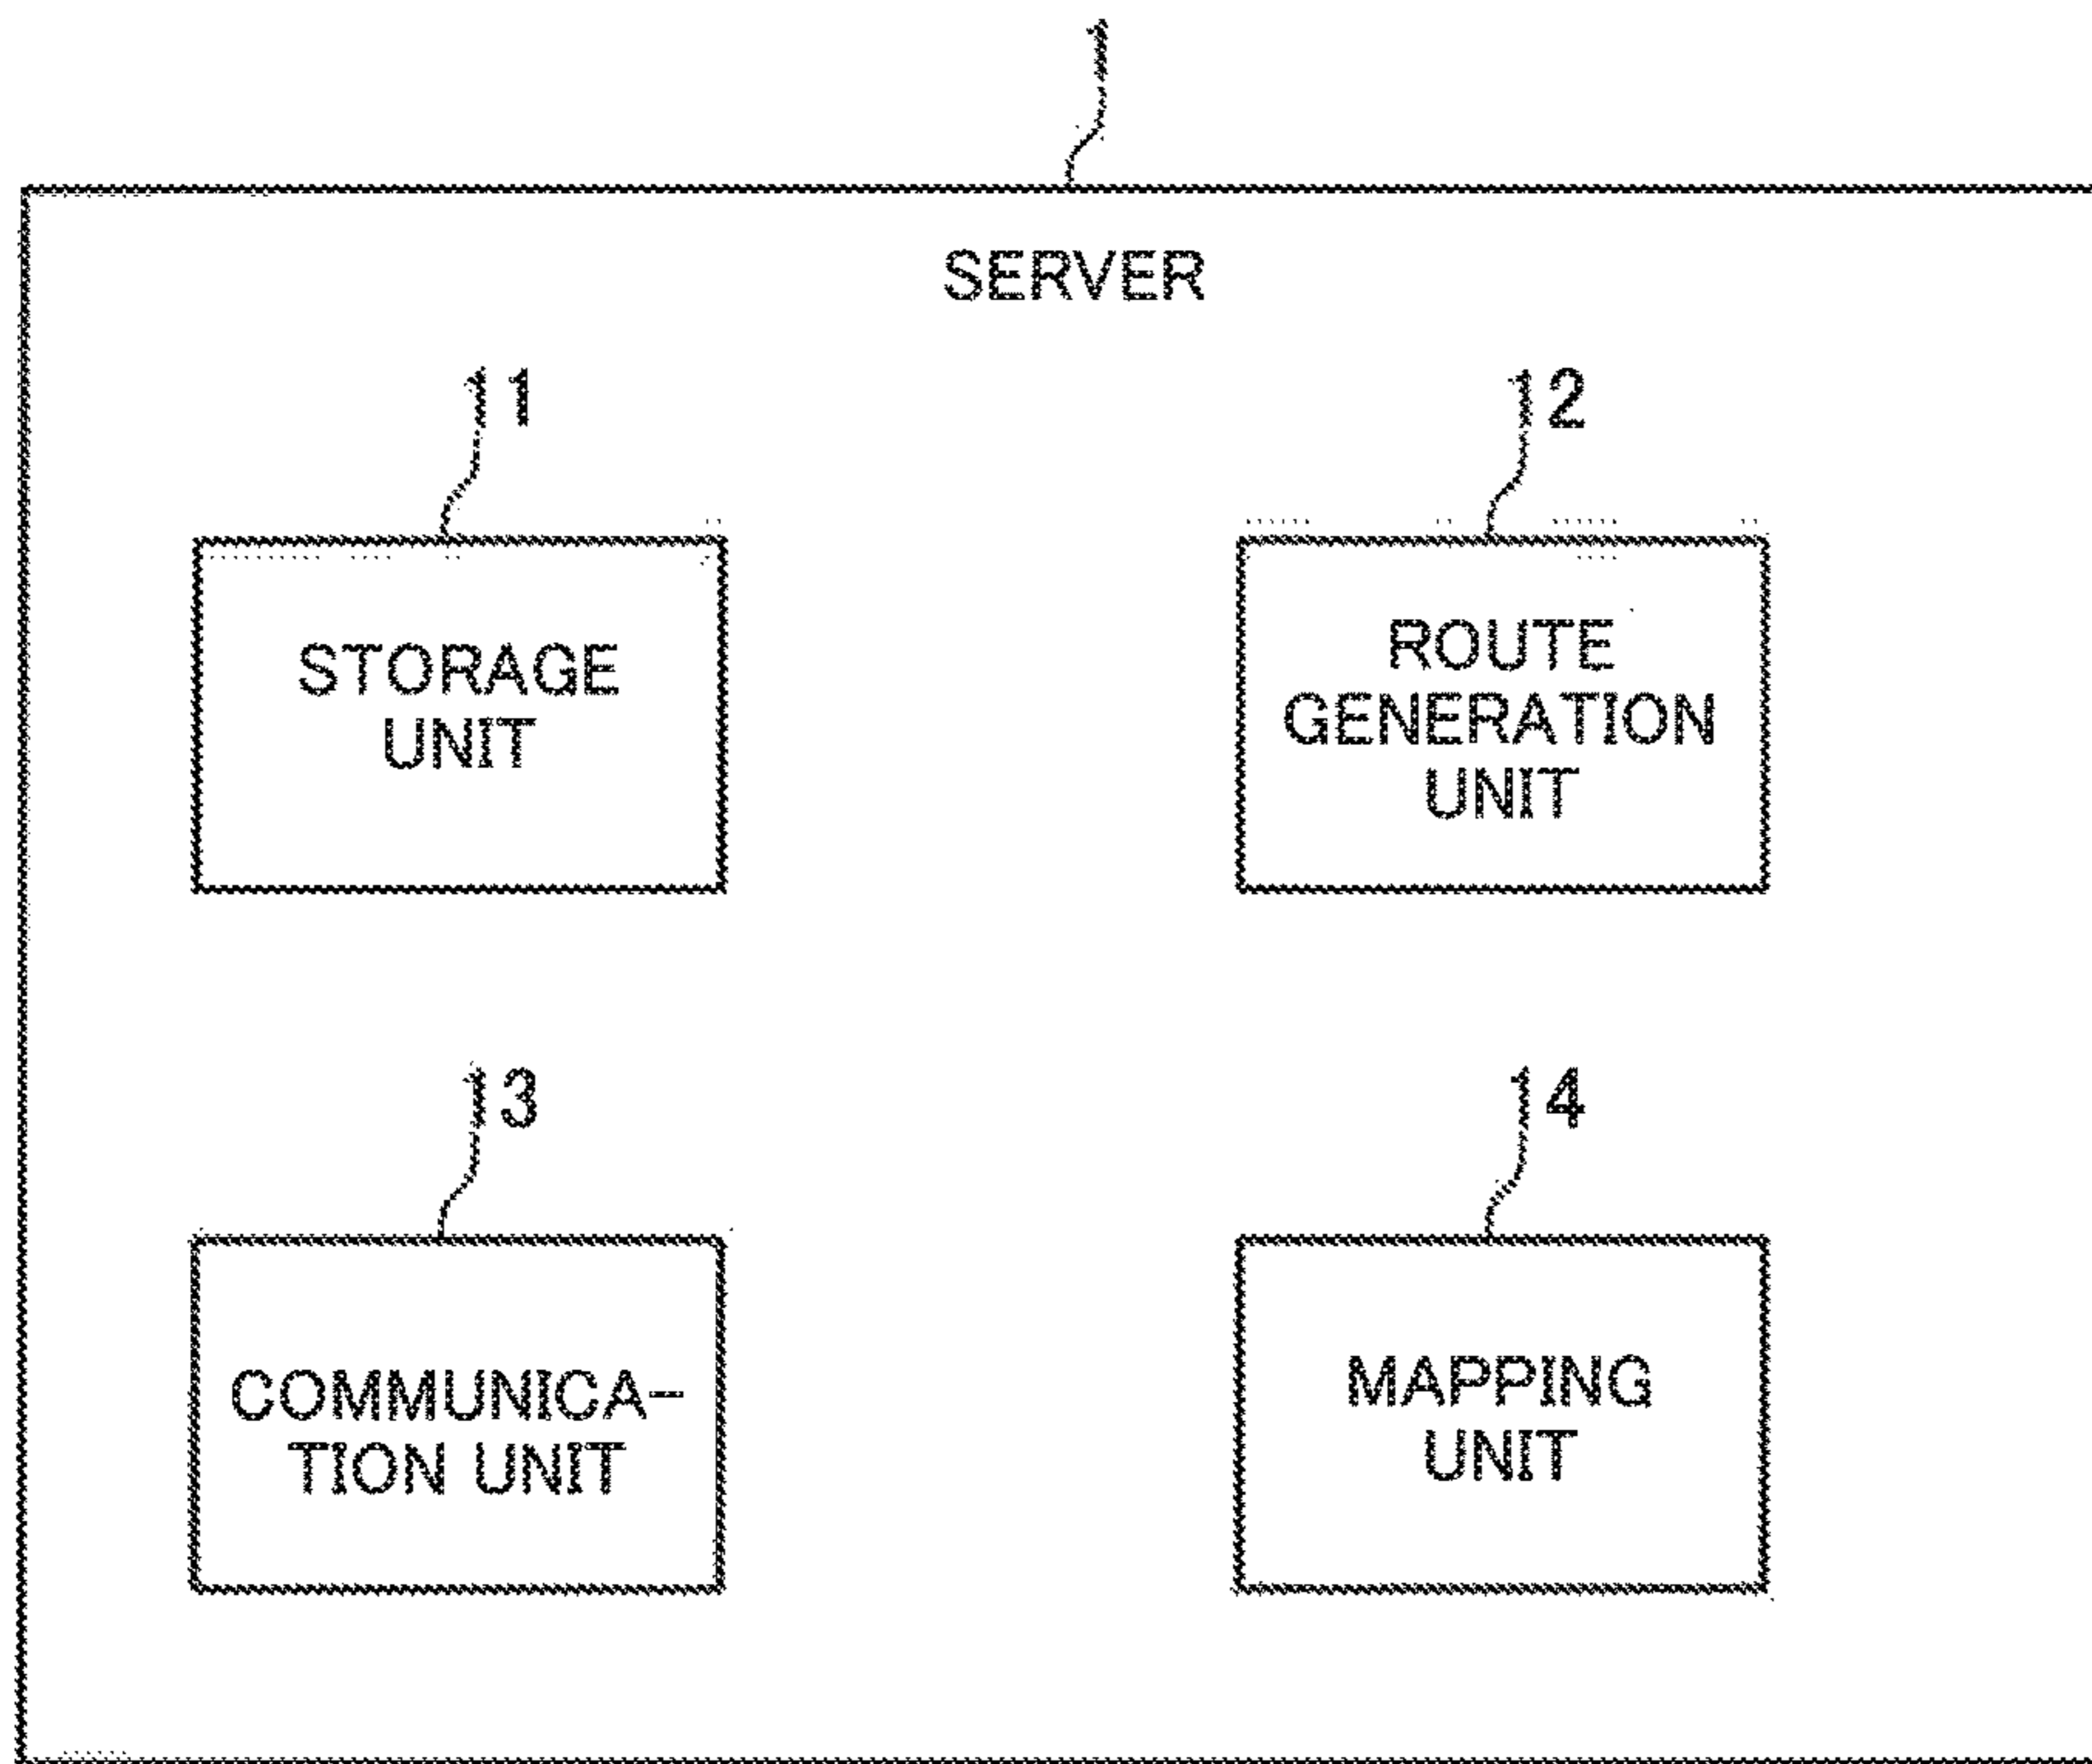 1
SERVER
11
12
STORAGE
UNIT
ROUTE
GENERATION
UNIT
13
14
COMMUNICA-
TION UNIT
MAPPING
UNIT